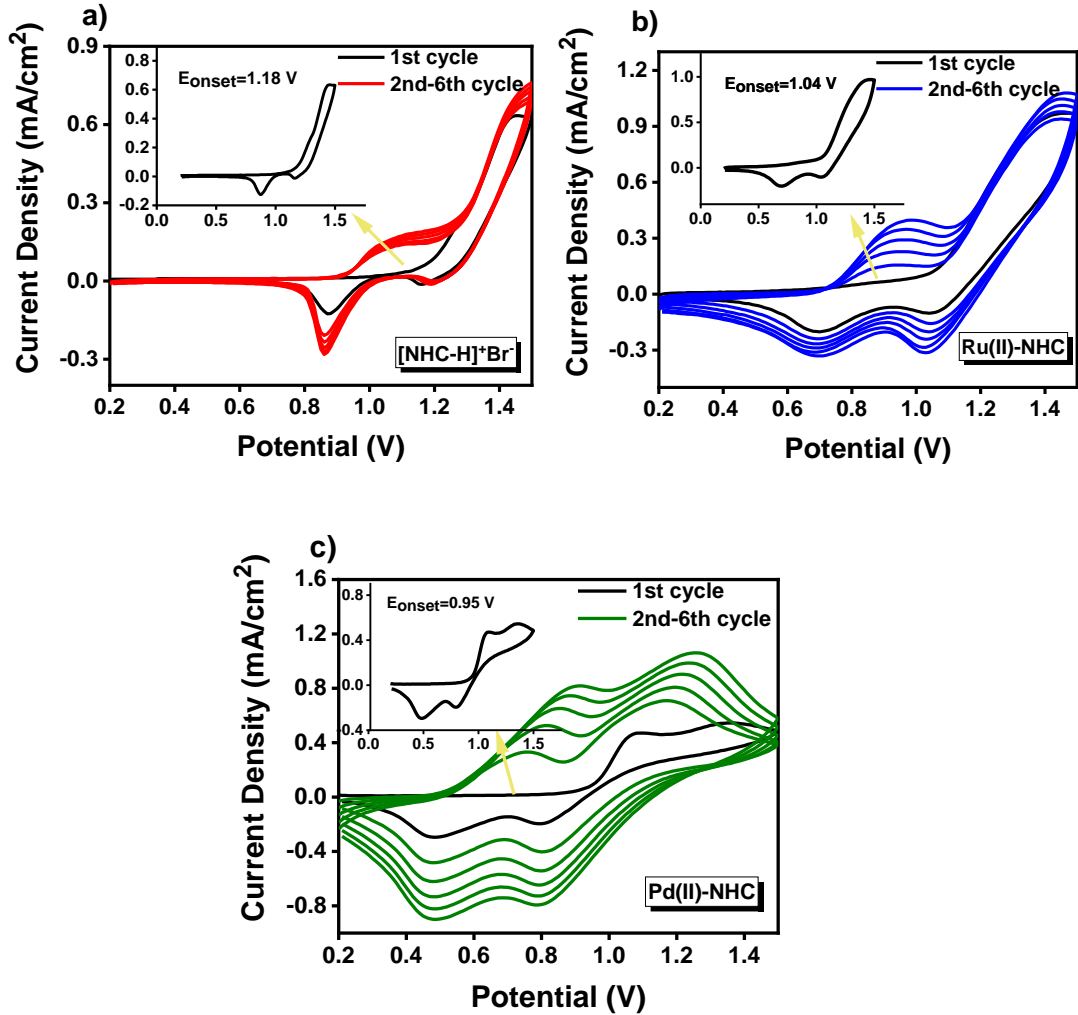 a)
Current Density (mA/cm²)
0.9
0.6
0.3
0.0
-0.3
0.2 0.4 0.6 0.8 1.0 1.2 1.4
Potential (V)
1st cycle
2nd-6th cycle
Eonset=1.18 V
0.6
0.4
0.2
0.0
-0.2
0.0 0.5 1.0 1.5
[NHC-H]⁺Br⁻
b)
Current Density (mA/cm²)
1.2
0.9
0.6
0.3
0.0
-0.3
0.2 0.4 0.6 0.8 1.0 1.2 1.4
Potential (V)
1st cycle
2nd-6th cycle
Eonset=1.04 V
1.0
0.5
0.0
0.0 0.5 1.0 1.5
Ru(II)-NHC
c)
Current Density (mA/cm²)
1.6
1.2
0.8
0.4
0.0
-0.4
-0.8
0.2 0.4 0.6 0.8 1.0 1.2 1.4
Potential (V)
1st cycle
2nd-6th cycle
Eonset=0.95 V
0.8
0.4
0.0
-0.4
0.0 0.5 1.0 1.5
Pd(II)-NHC